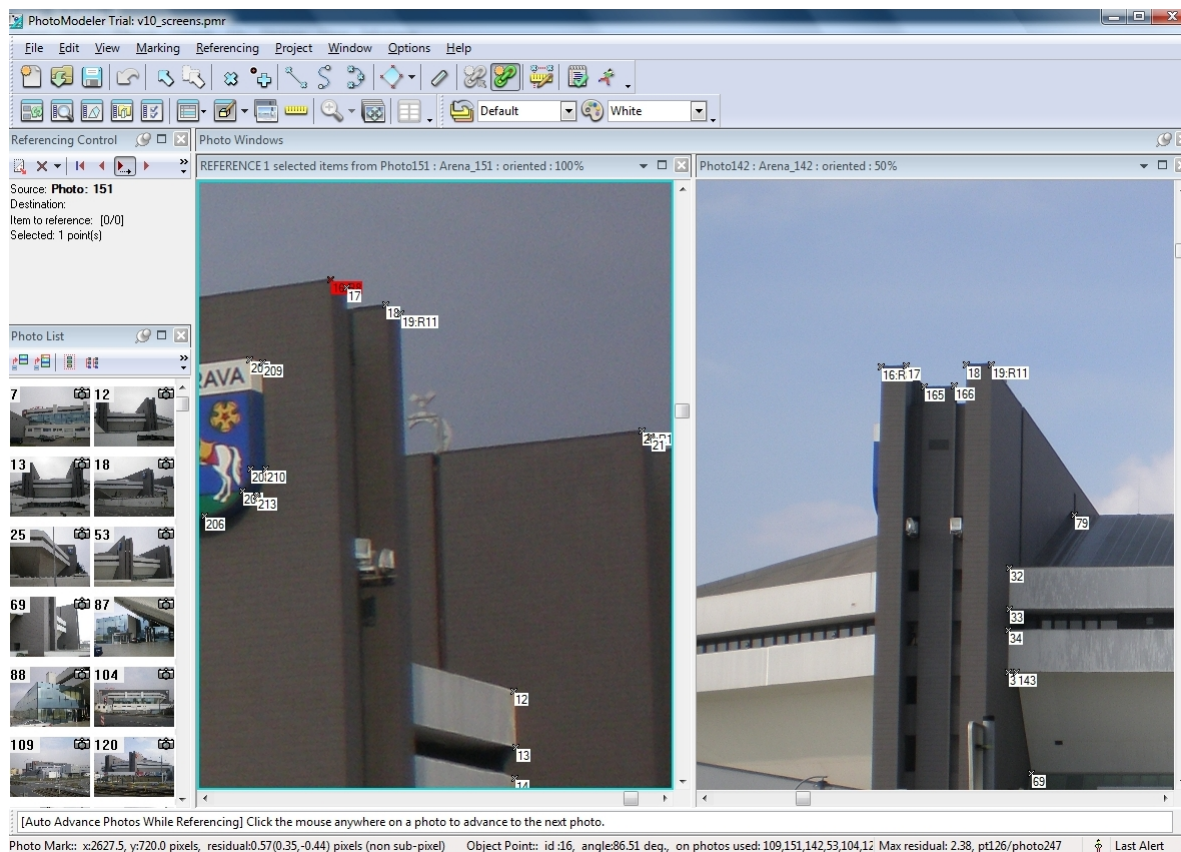 PhotoModeler Trial: v10_screens.pmr
File Edit View Marking Referencing Project Window Options Help
Default White
Referencing Control Photo Windows
REFERENCE 1 selected items from Photo151 : Arena_151 : oriented : 100% Photo142 : Arena_142 : oriented : 50%
Source: Photo: 151
Destination:
Item to reference: [0/0]
Selected: 1 point(s)
Photo List
7 12
13 18
25 53
69 87
88 104
109 120
17
18
19:R11
209
RAVA
21
210
213
206
12
13
14
16:R 17 18 19:R11
165 166
79
32
33
34
143
69
[Auto Advance Photos While Referencing] Click the mouse anywhere on a photo to advance to the next photo.
Photo Mark:: x:2627.5, y:720.0 pixels, residual:0.57(0.35,-0.44) pixels (non sub-pixel) Object Point:: id :16, angle:86.51 deg., on photos used: 109,151,142,53,104,12 Max residual: 2.38, pt126/photo247 Last Alert